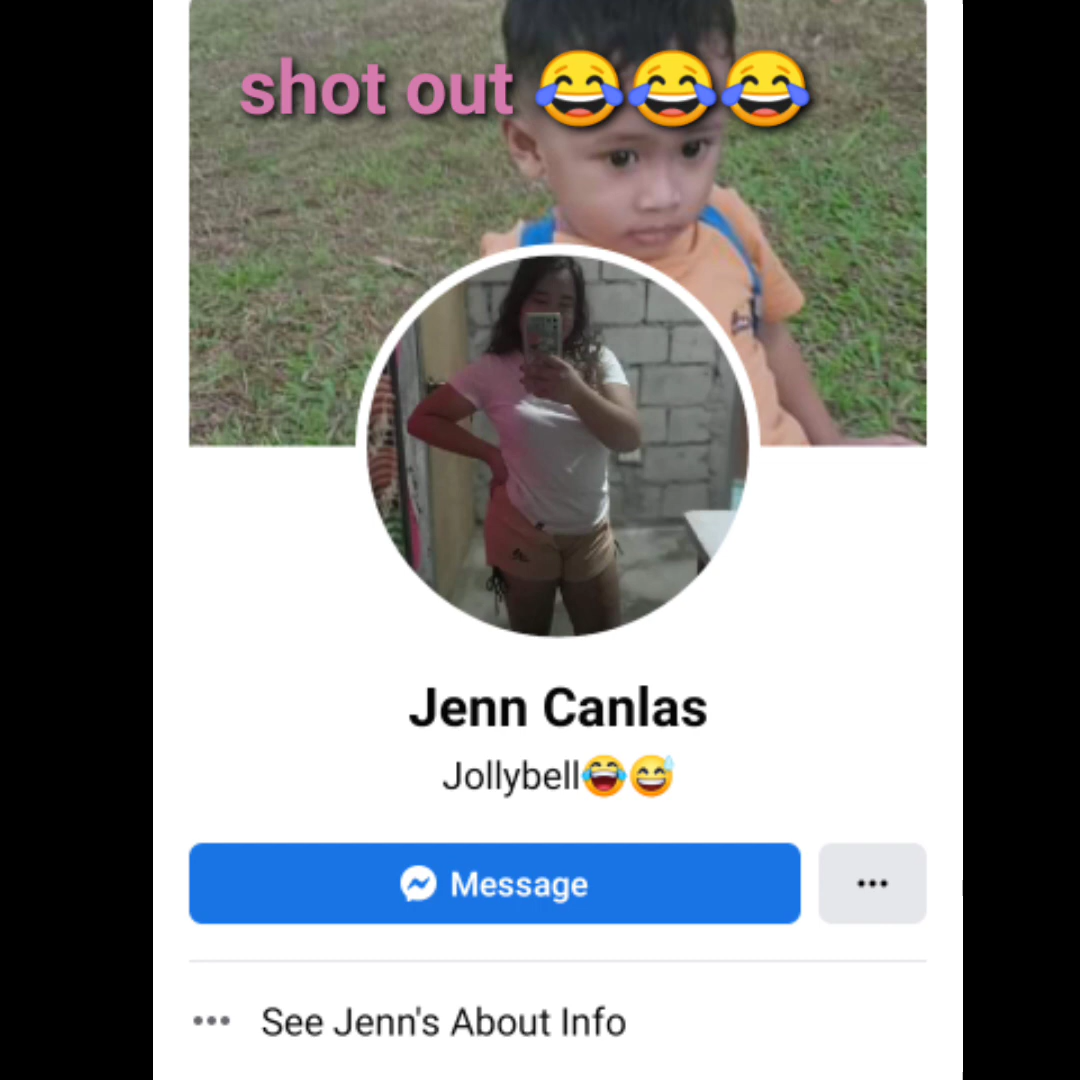 shot out 😂😂😂
Jenn Canlas
Jollybell😂😅
Message
See Jenn's About Info